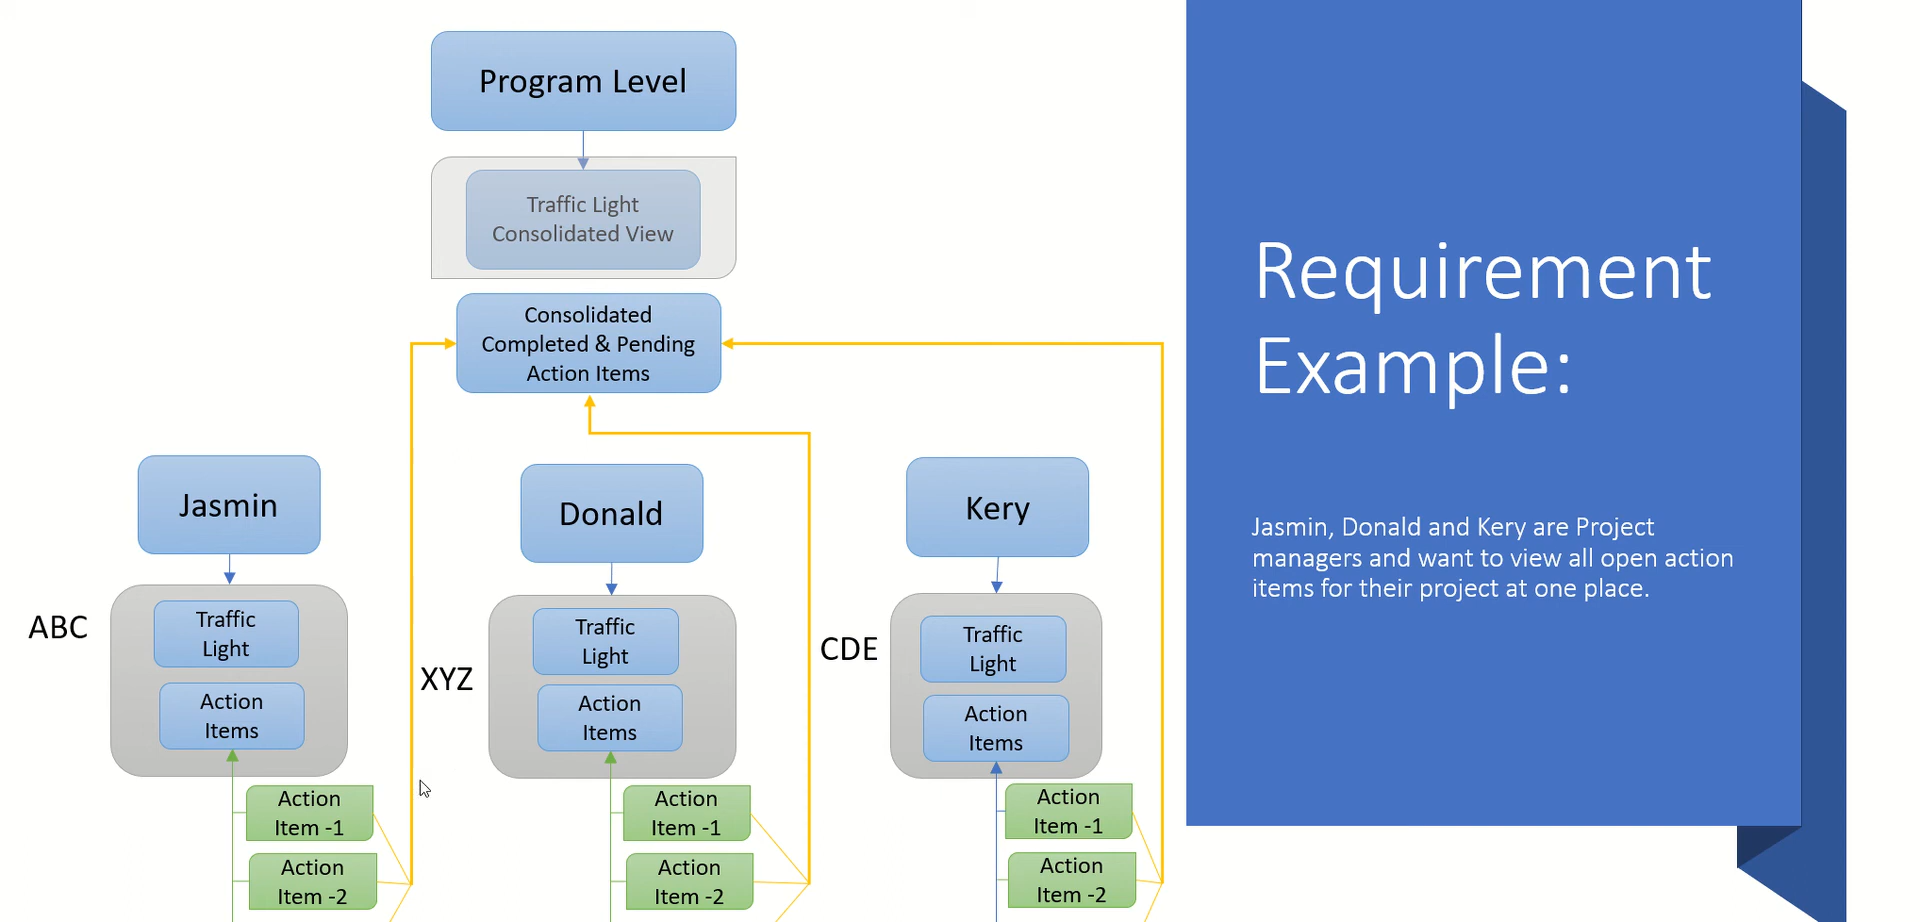 Program Level
Traffic Light
Consolidated View
Consolidated
Completed & Pending
Action Items
Jasmin
Donald
Kery
ABC
Traffic
Light
Action
Items
XYZ
Traffic
Light
Action
Items
CDE
Traffic
Light
Action
Items
Action
Item -1
Action
Item -2
Action
Item -1
Action
Item -2
Action
Item -1
Action
Item -2
Requirement
Example:
Jasmin, Donald and Kery are Project
managers and want to view all open action
items for their project at one place.